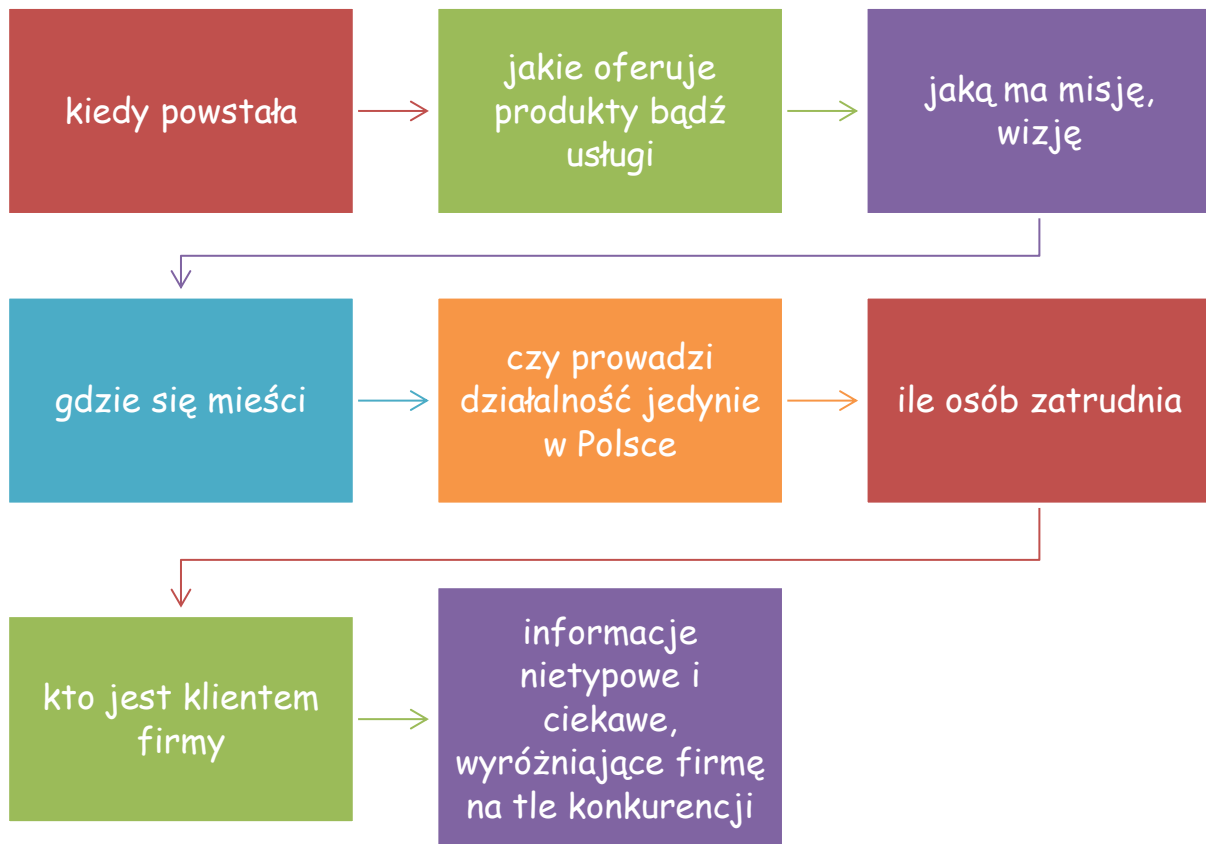 kiedy powstała
jakie oferuje
produkty bądź
usługi
jaką ma misję,
wizję
gdzie się mieści
czy prowadzi
działalność jedynie
w Polsce
ile osób zatrudnia
kto jest klientem
firmy
informacje
nietypowe i
ciekawe,
wyróżniające firmę
na tle konkurencji